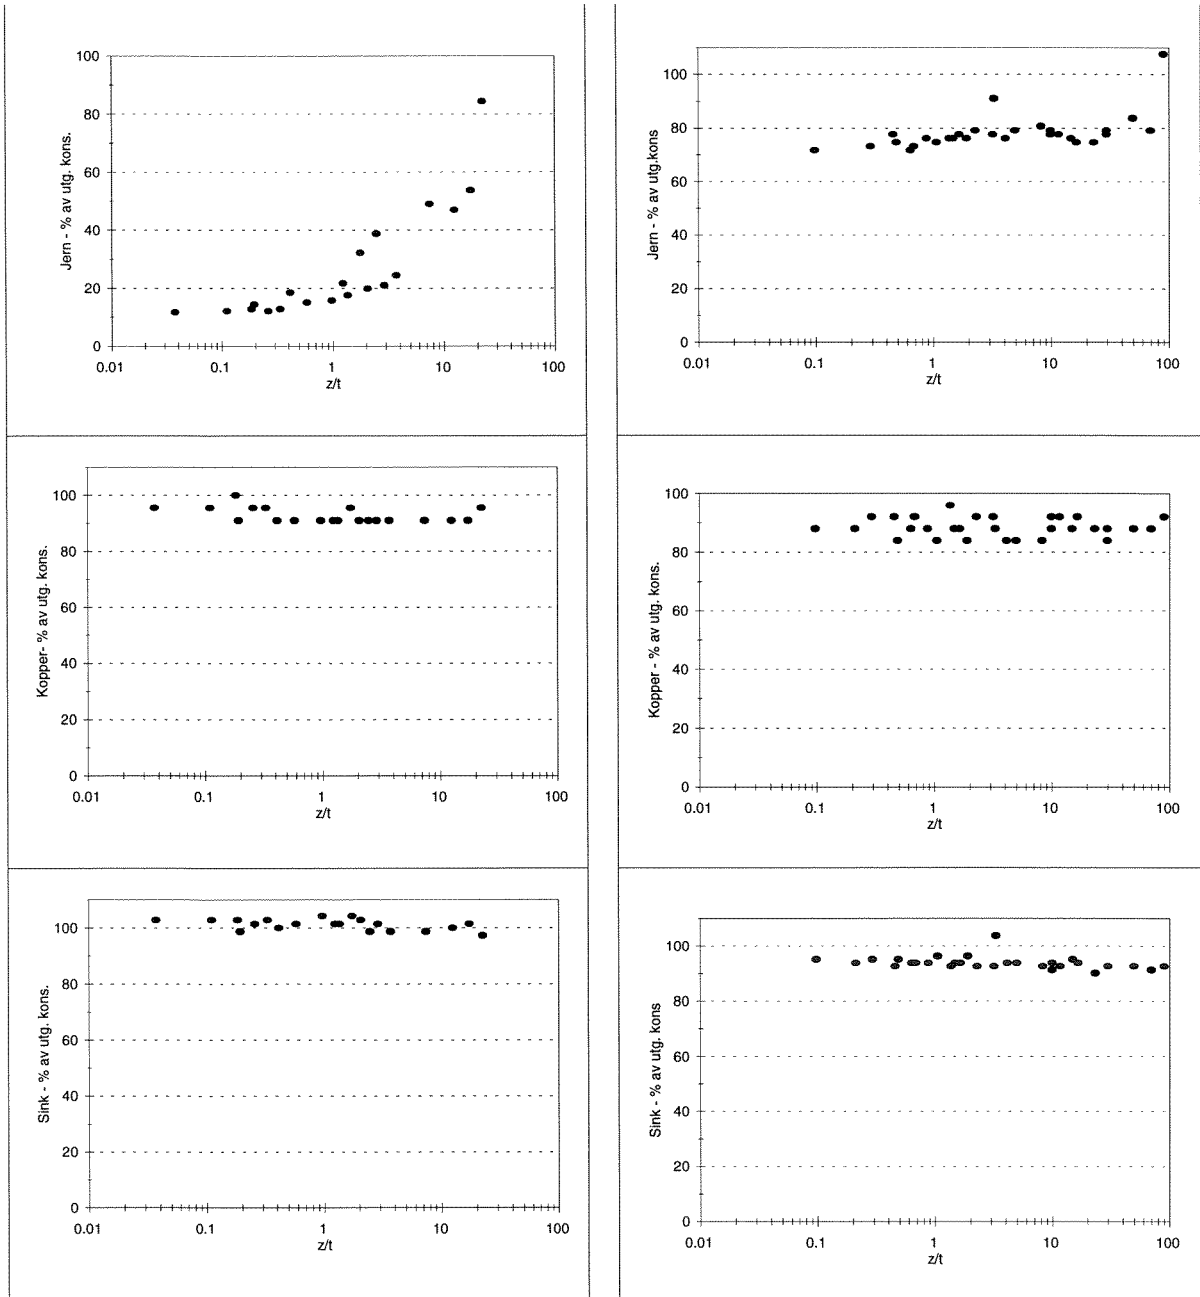 Jern - % av utg. kons.
100
80
60
40
20
0
0.01 0.1 1 10 100
z/t
Jern - % av utg.kons
100
80
60
40
20
0
0.01 0.1 1 10 100
z/t
Kopper- % av utg. kons.
100
80
60
40
20
0
0.01 0.1 1 10 100
z/t
Kopper - % av utg. kons.
100
80
60
40
20
0
0.01 0.1 1 10 100
z/t
Sink - % av utg. kons.
100
80
60
40
20
0
0.01 0.1 1 10 100
z/t
Sink - % av utg. kons
100
80
60
40
20
0
0.01 0.1 1 10 100
z/t